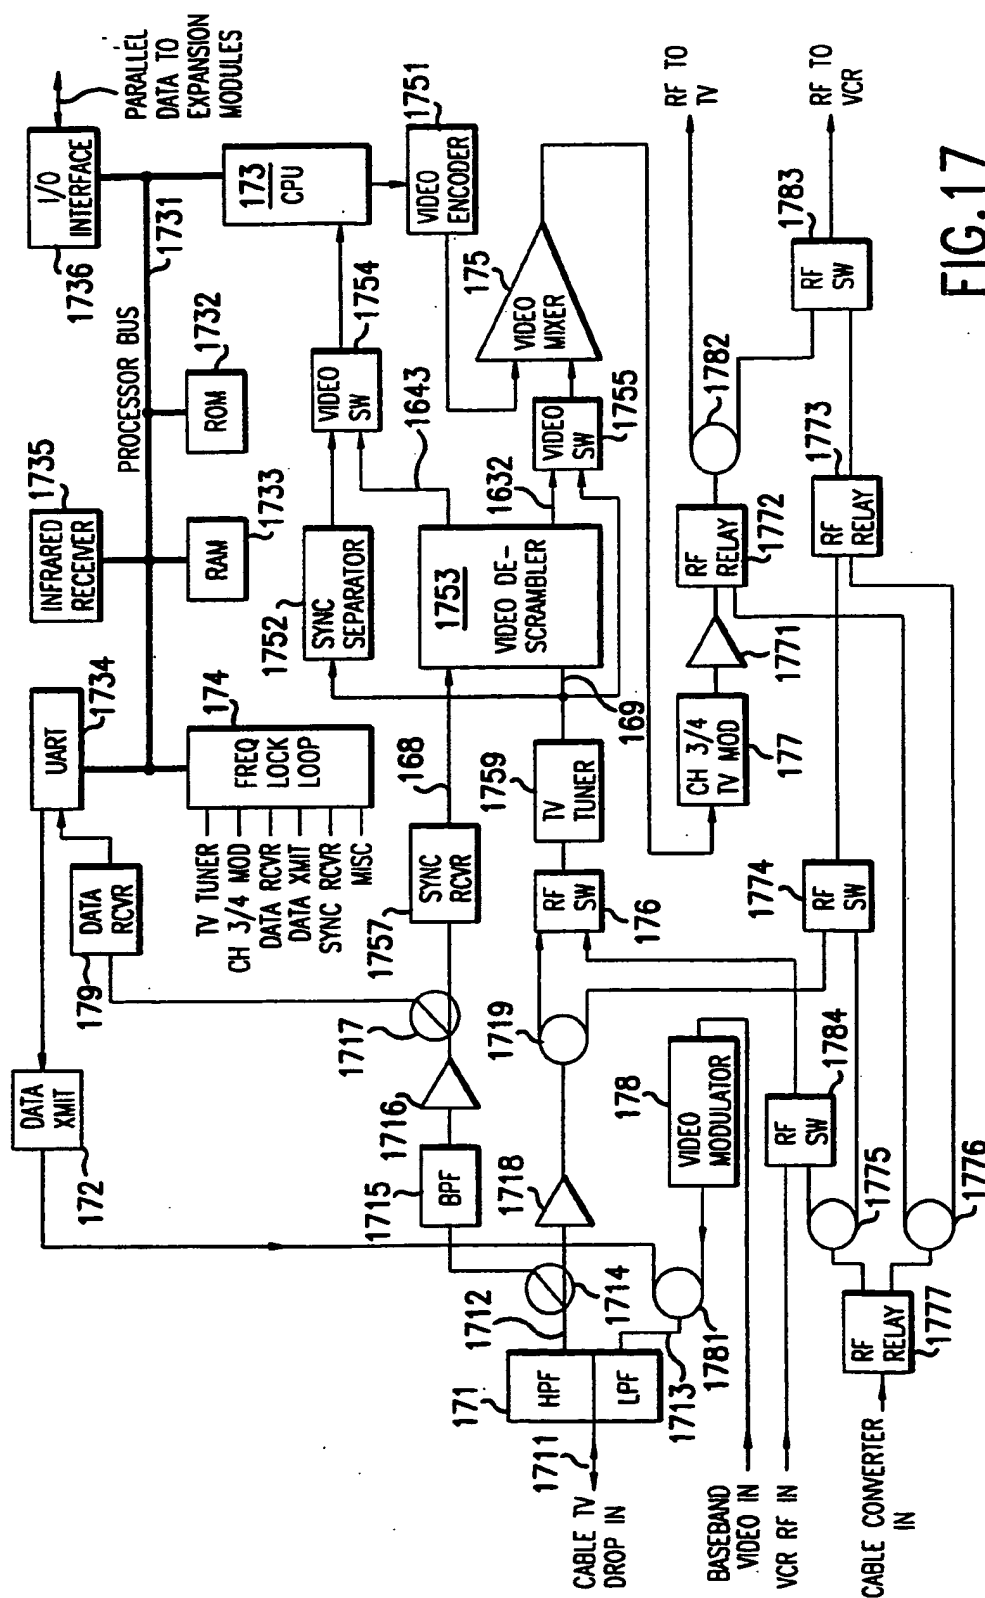 I/O
INTERFACE
1736
PARALLEL
DATA TO
EXPANSION
MODULES
PROCESSOR BUS
1731
INFRARED
RECEIVER
1735
ROM
1732
RAM
1733
UART
1734
DATA
RCVR
179
DATA
XMIT
172
FREQ
LOCK
LOOP
174
TV TUNER
CH 3/4 MOD
DATA RCVR
DATA XMIT
SYNC RCVR
MISC
173
CPU
VIDEO
ENCODER
1751
VIDEO
SW
1754
SYNC
SEPARATOR
1752
1643
1753
VIDEO DE-
SCRAMBLER
1632
VIDEO
SW
1755
VIDEO
MIXER
175
168
169
SYNC
RCVR
1757
1717
1716
BPF
1715
TV
TUNER
1759
RF
SW
176
1719
1718
1714
1712
HPF
LPF
171
1711
1713
1781
CABLE TV
DROP IN
VIDEO
MODULATOR
178
BASEBAND
VIDEO IN
VCR RF IN
CABLE CONVERTER
IN
RF
SW
1784
1775
1776
RF
RELAY
1777
RF
SW
1774
CH 3/4
TV MOD
177
1771
RF
RELAY
1772
RF
RELAY
1773
1782
RF
SW
1783
RF TO
TV
RF TO
VCR
FIG.17